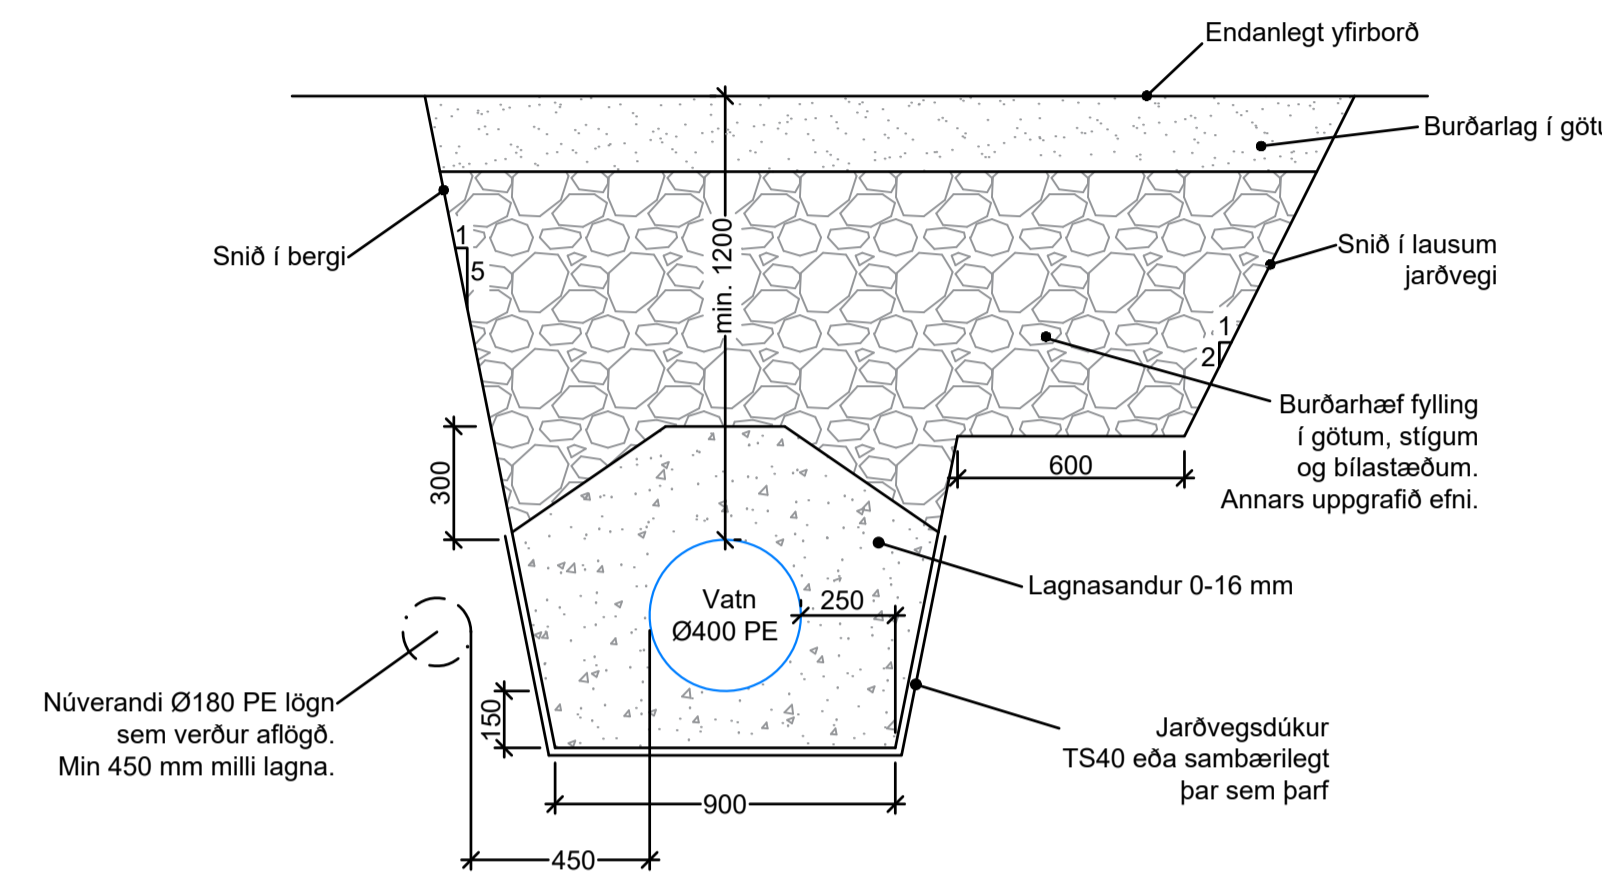 Endanlegt yfirborð
Burðarlag í
Snið í bergi
1
5
min. 1200
Snið í lausum
jarðvegi
1
2
Burðarhæf fylling
í götum, stígum
og bílastæðum.
Annars uppgrafið efni.
300
600
Lagnasandur 0-16 mm
Vatn
Ø400 PE
250
Núverandi Ø180 PE lögn
sem verður aflögð.
Min 450 mm milli lagna.
150
Jarðvegsdúkur
TS40 eða sambærilegt
þar sem þarf
900
450